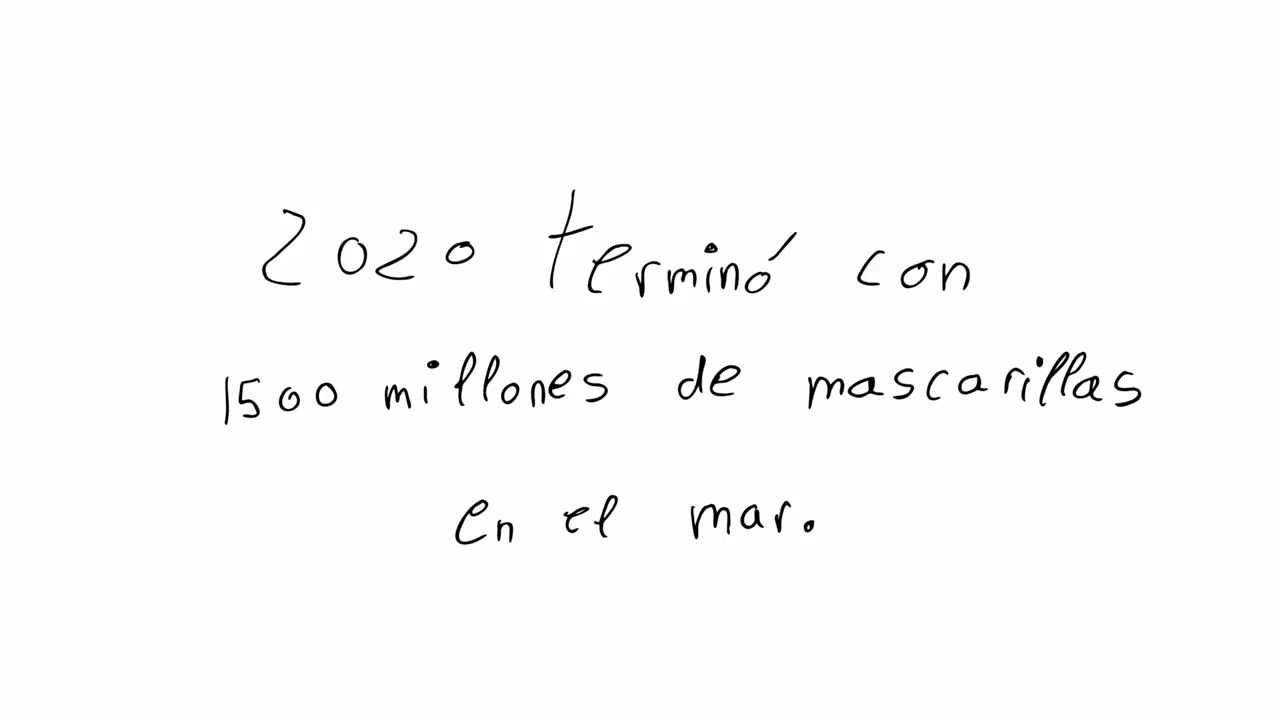 2020 terminó con
1500 millones de mascarillas
en el mar.